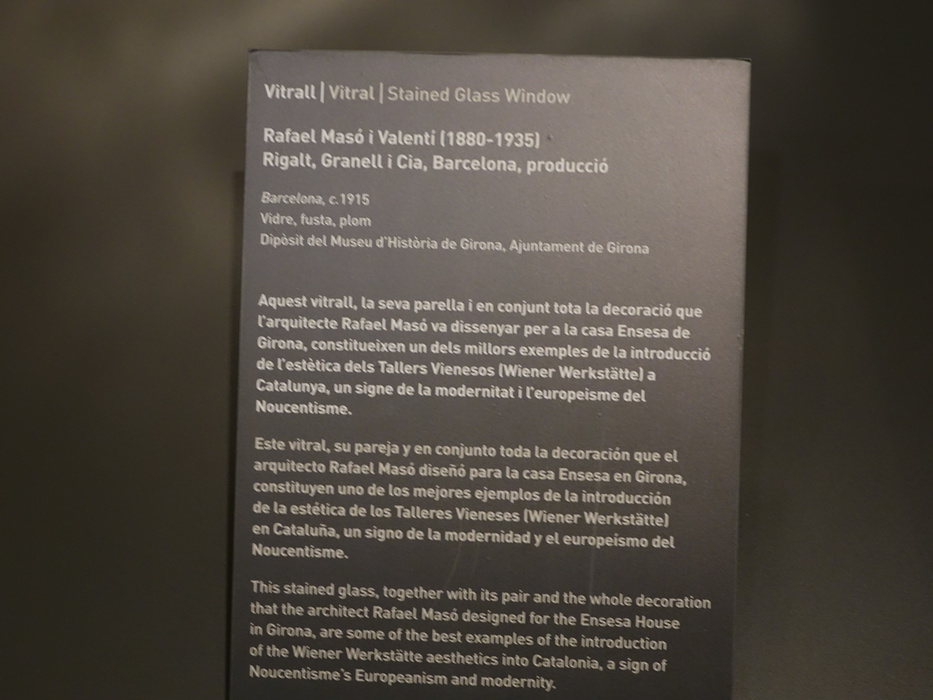 Vitrall | Vitral | Stained Glass Window
Rafael Masó i Valentí (1880-1935)
Rigalt, Granell i Cia, Barcelona, producció
Barcelona, c.1915
Vidre, fusta, plom
Dipòsit del Museu d'Història de Girona, Ajuntament de Girona
Aquest vitrall, la seva parella i en conjunt tota la decoració que
l'arquitecte Rafael Masó va dissenyar per a la casa Ensesa de
Girona, constitueixen un dels millors exemples de la introducció
de l'estètica dels Tallers Vienesos (Wiener Werkstätte) a
Catalunya, un signe de la modernitat i l'europeisme del
Noucentisme.
Este vitral, su pareja y en conjunto toda la decoración que el
arquitecto Rafael Masó diseñó para la casa Ensesa en Girona,
constituyen uno de los mejores ejemplos de la introducción
de la estética de los Talleres Vieneses (Wiener Werkstätte)
en Cataluña, un signo de la modernidad y el europeísmo del
Noucentisme.
This stained glass, together with its pair and the whole decoration
that the architect Rafael Masó designed for the Ensesa House
in Girona, are some of the best examples of the introduction
of the Wiener Werkstätte aesthetics into Catalonia, a sign of
Noucentisme's Europeanism and modernity.